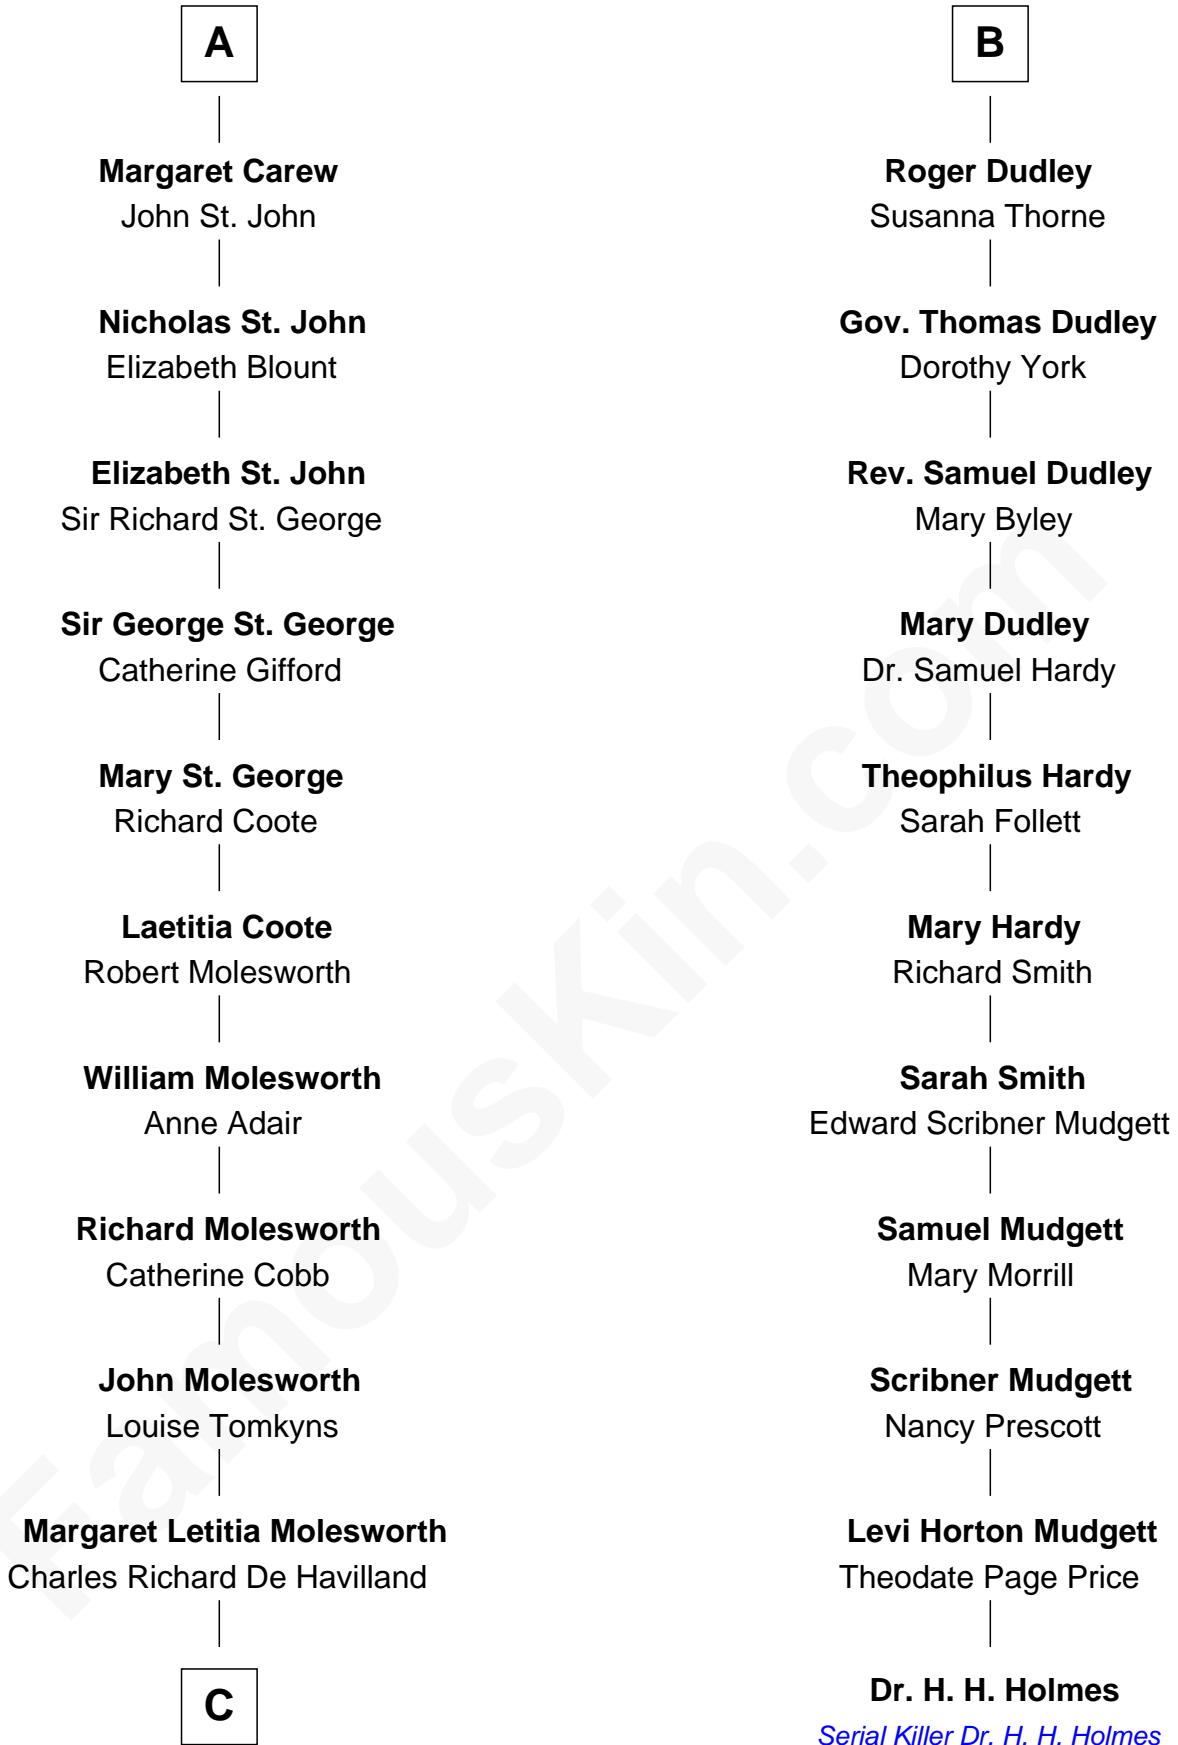 A
Margaret Carew
John St. John
Nicholas St. John
Elizabeth Blount
Elizabeth St. John
Sir Richard St. George
Sir George St. George
Catherine Gifford
Mary St. George
Richard Coote
Laetitia Coote
Robert Molesworth
William Molesworth
Anne Adair
Richard Molesworth
Catherine Cobb
John Molesworth
Louise Tomkyns
Margaret Letitia Molesworth
Charles Richard De Havilland
C
B
Roger Dudley
Susanna Thorne
Gov. Thomas Dudley
Dorothy York
Rev. Samuel Dudley
Mary Byley
Mary Dudley
Dr. Samuel Hardy
Theophilus Hardy
Sarah Follett
Mary Hardy
Richard Smith
Sarah Smith
Edward Scribner Mudgett
Samuel Mudgett
Mary Morrill
Scribner Mudgett
Nancy Prescott
Levi Horton Mudgett
Theodate Page Price
Dr. H. H. Holmes
Serial Killer Dr. H. H. Holmes
FamousKin.com